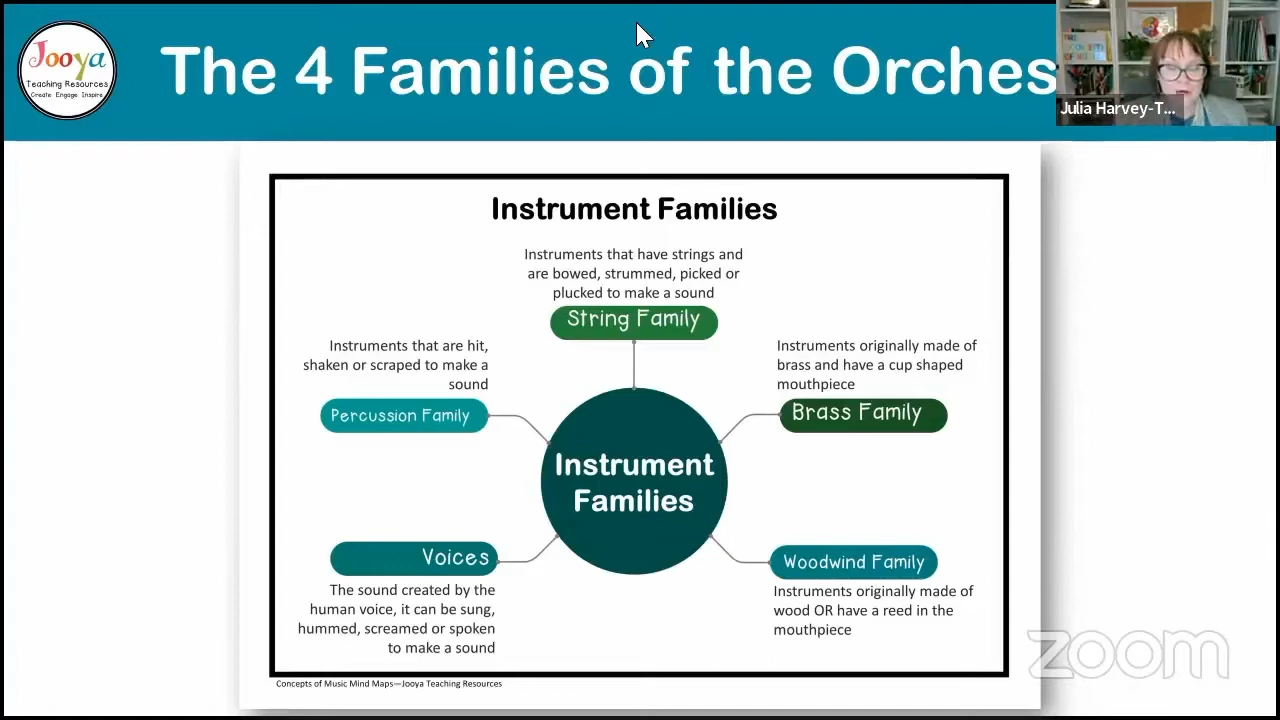 Jooya
Teaching Resources
Create Engage Inspire
The 4 Families of the Orches
Julia Harvey-T...
Instrument Families
Instruments that have strings and
are bowed, strummed, picked or
plucked to make a sound
String Family
Instruments that are hit,
shaken or scraped to make a
sound
Percussion Family
Instruments originally made of
brass and have a cup shaped
mouthpiece
Brass Family
Instrument
Families
Voices
The sound created by the
human voice, it can be sung,
hummed, screamed or spoken
to make a sound
Woodwind Family
Instruments originally made of
wood OR have a reed in the
mouthpiece
Concepts of Music Mind Maps—Jooya Teaching Resources
zoom